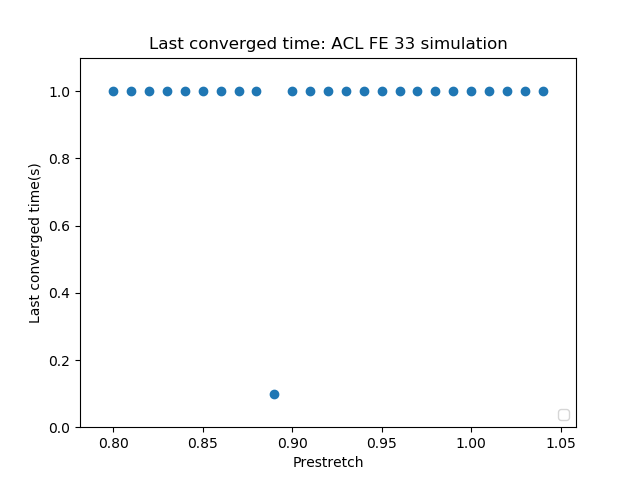 Last converged time: ACL FE 33 simulation
1.0
0.8
0.6
0.4
0.2
0.0
Last converged time(s)
0.80 0.85 0.90 0.95 1.00 1.05
Prestretch